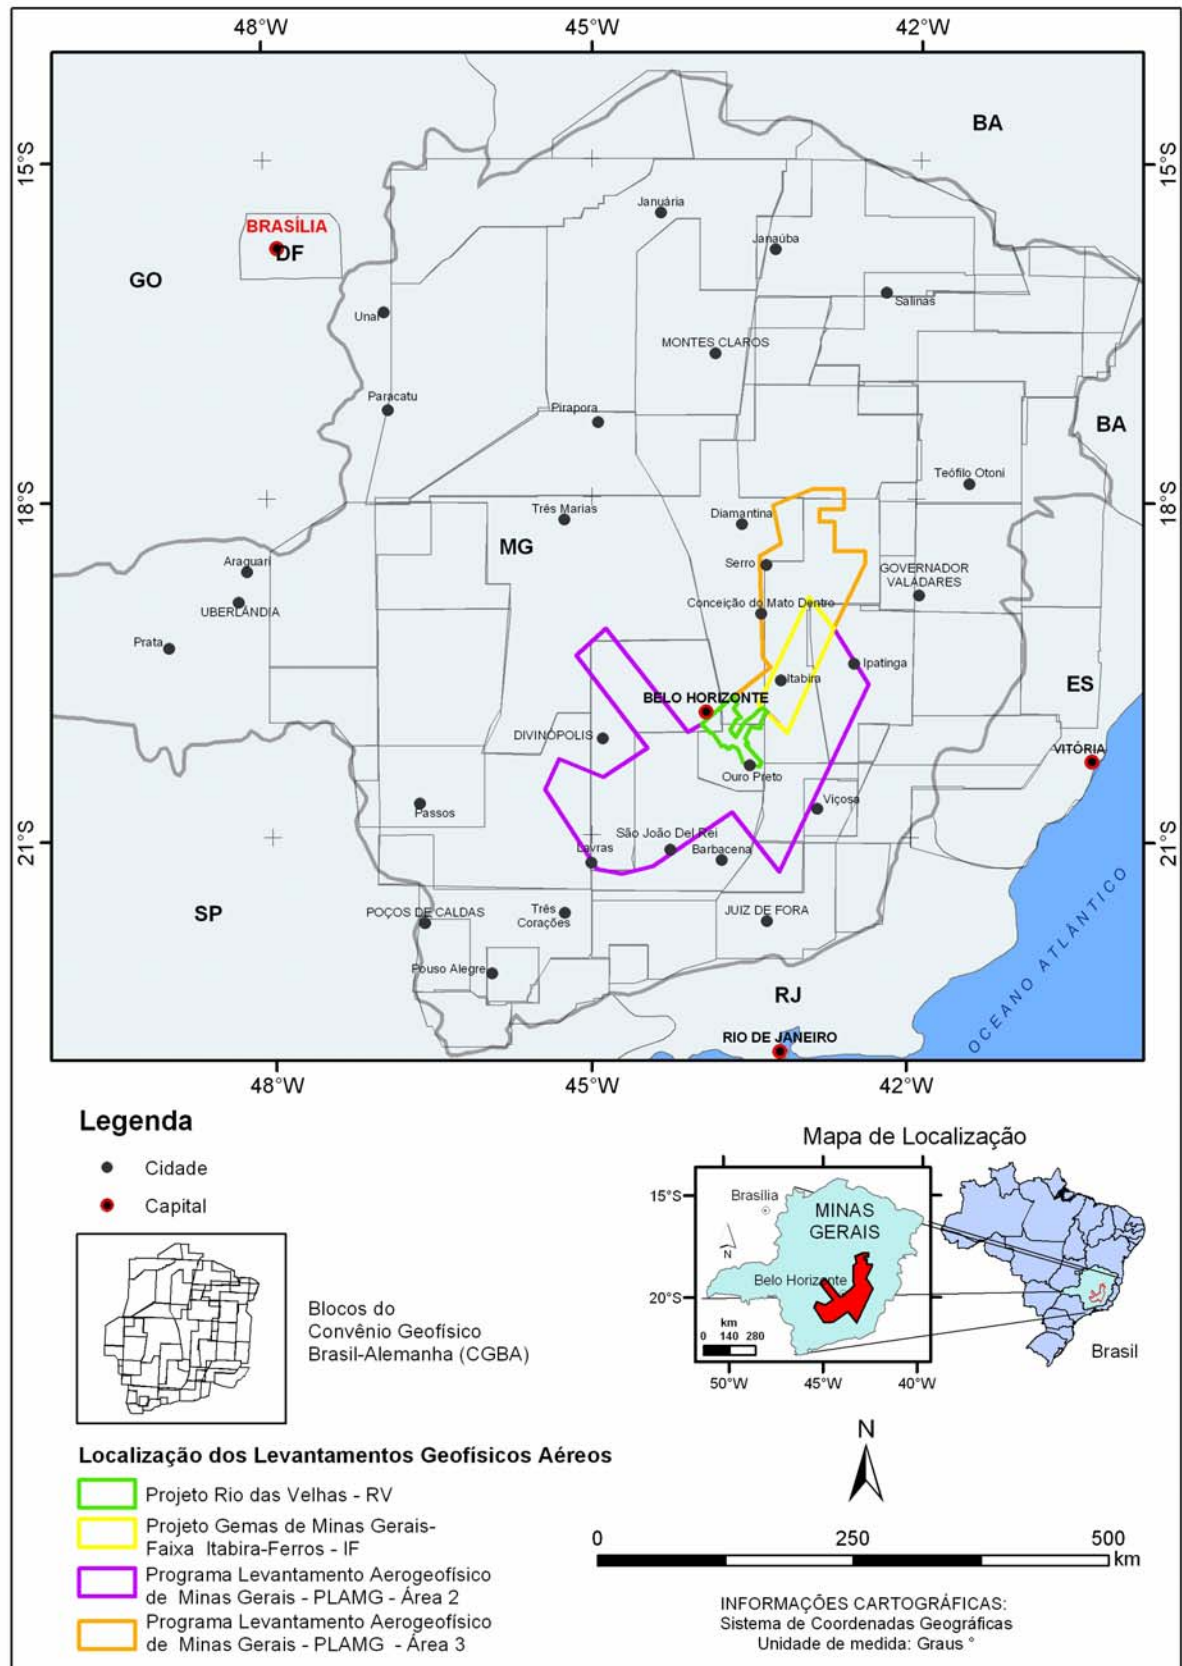 48°W
45°W
42°W
BA
15°S
15°S
Januária
BRASÍLIA
DF
Janaúba
GO
Salinas
Unaí
MONTES CLAROS
Paracatu
Pirapora
BA
Teófilo Otoni
18°S
18°S
Três Marias
Diamantina
MG
Araguari
Serro
GOVERNADOR
VALADARES
UBERLÂNDIA
Conceição do Mato Dentro
Prata
Ipatinga
Itabira
ES
BELO HORIZONTE
DIVINÓPOLIS
VITÓRIA
Ouro Preto
Passos
Viçosa
São João Del Rei
21°S
21°S
Lavras
Barbacena
SP
POÇOS DE CALDAS
Três
Corações
JUIZ DE FORA
OCEANO ATLÂNTICO
Pouso Alegre
RJ
RIO DE JANEIRO
48°W
45°W
42°W
Legenda
Cidade
Capital
Blocos do
Convênio Geofísico
Brasil-Alemanha (CGBA)
Mapa de Localização
15°S
Brasília
MINAS
GERAIS
N
Belo Horizonte
20°S
km
0 140 280
Brasil
50°W
45°W
40°W
Localização dos Levantamentos Geofísicos Aéreos
Projeto Rio das Velhas - RV
Projeto Gemas de Minas Gerais-
Faixa Itabira-Ferros - IF
Programa Levantamento Aerogeofísico
de Minas Gerais - PLAMG - Área 2
Programa Levantamento Aerogeofísico
de Minas Gerais - PLAMG - Área 3
N
0
250
500
km
INFORMAÇÕES CARTOGRÁFICAS:
Sistema de Coordenadas Geográficas
Unidade de medida: Graus °